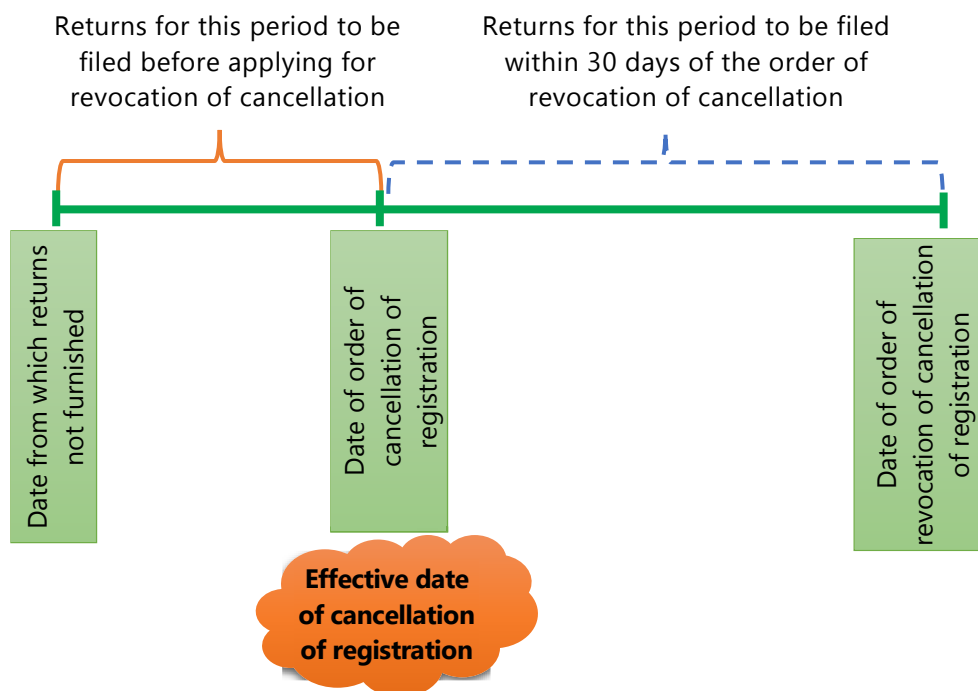 Returns for this period to be
filed before applying for
revocation of cancellation
Returns for this period to be filed
within 30 days of the order of
revocation of cancellation
Date from which returns
not furnished
Date of order of
cancellation of
registration
Date of order of
revocation of cancellation
of registration
Effective date
of cancellation
of registration